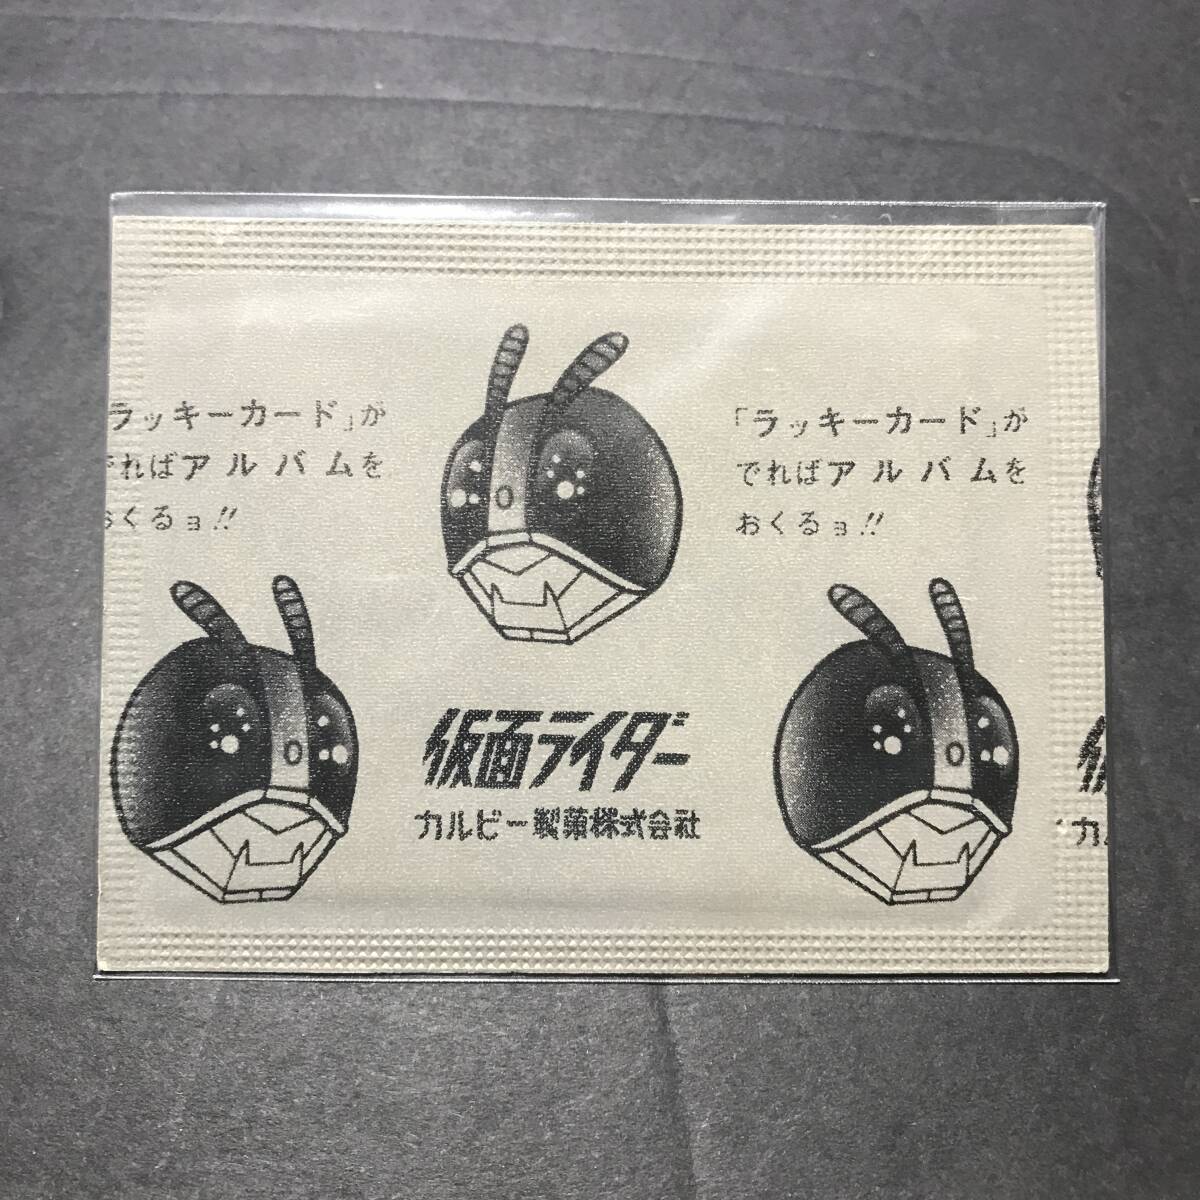 ラッキーカード」が
ればアルバムを
くるョ!!
「ラッキーカード」が
でればアルバムを
おくるョ!!
仮面ライダー
カルビー製菓株式会社
仮
カ